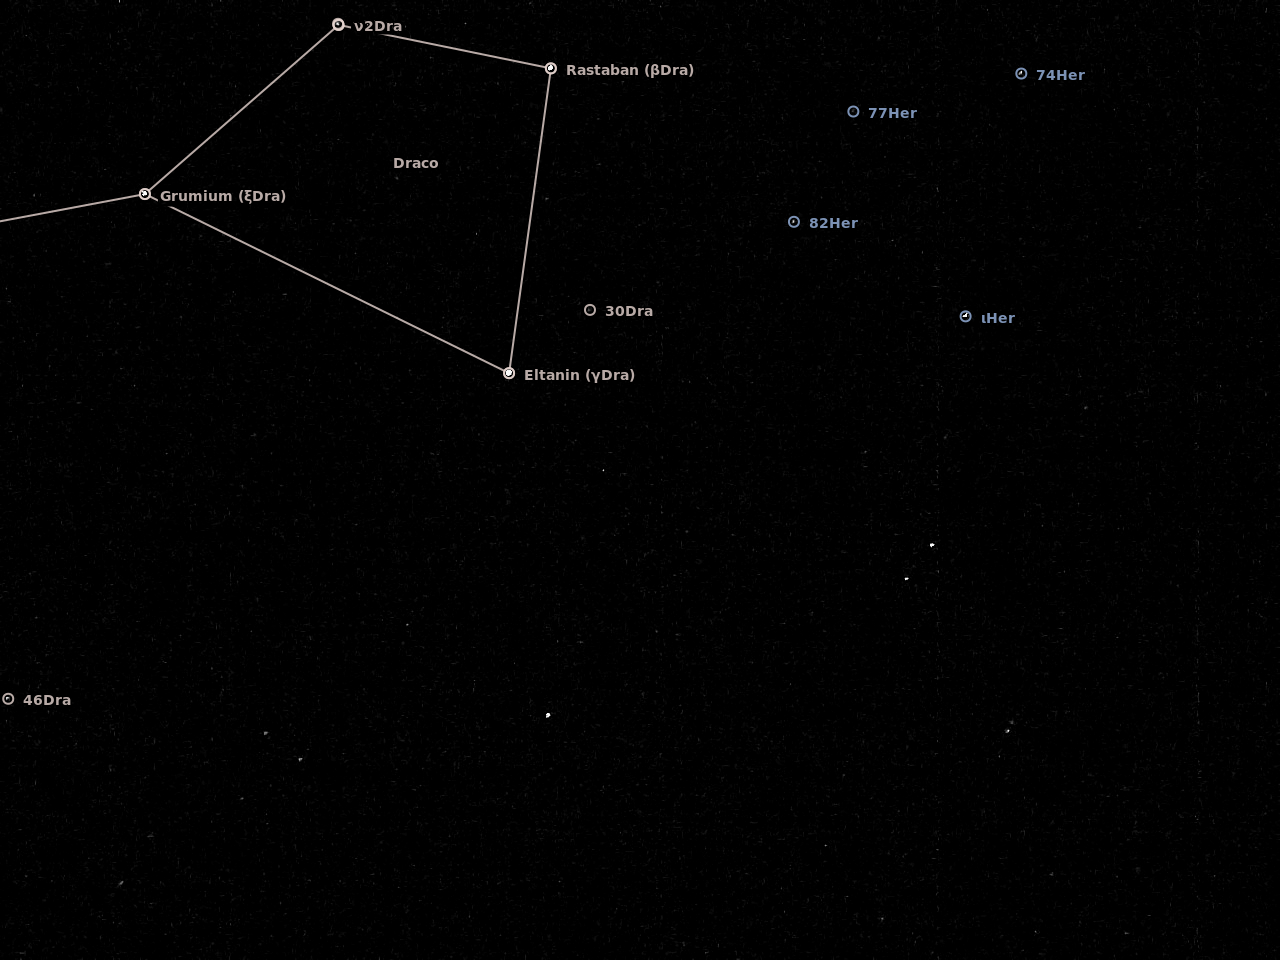 ν2Dra
Rastaban (βDra)
74Her
77Her
Draco
Grumium (ξDra)
82Her
30Dra
ιHer
Eltanin (γDra)
46Dra